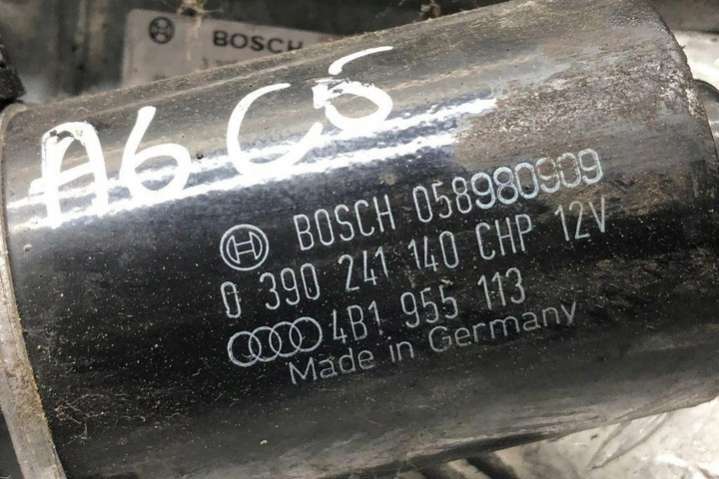 BOSCH
A6 C5
BOSCH 058980909
0 390 241 140 CHP 12V
4B1 955 113
Made in Germany